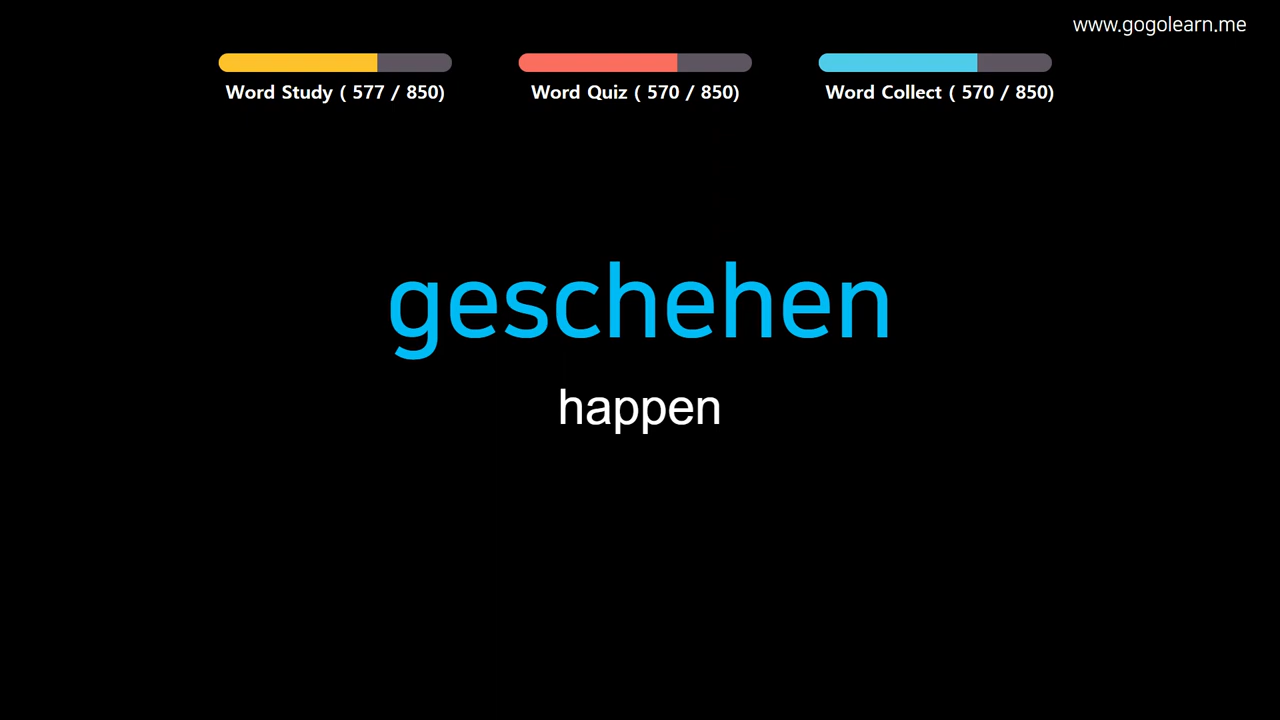 www.gogolearn.me
Word Study ( 577 / 850)
Word Quiz ( 570 / 850)
Word Collect ( 570 / 850)
geschehen
happen